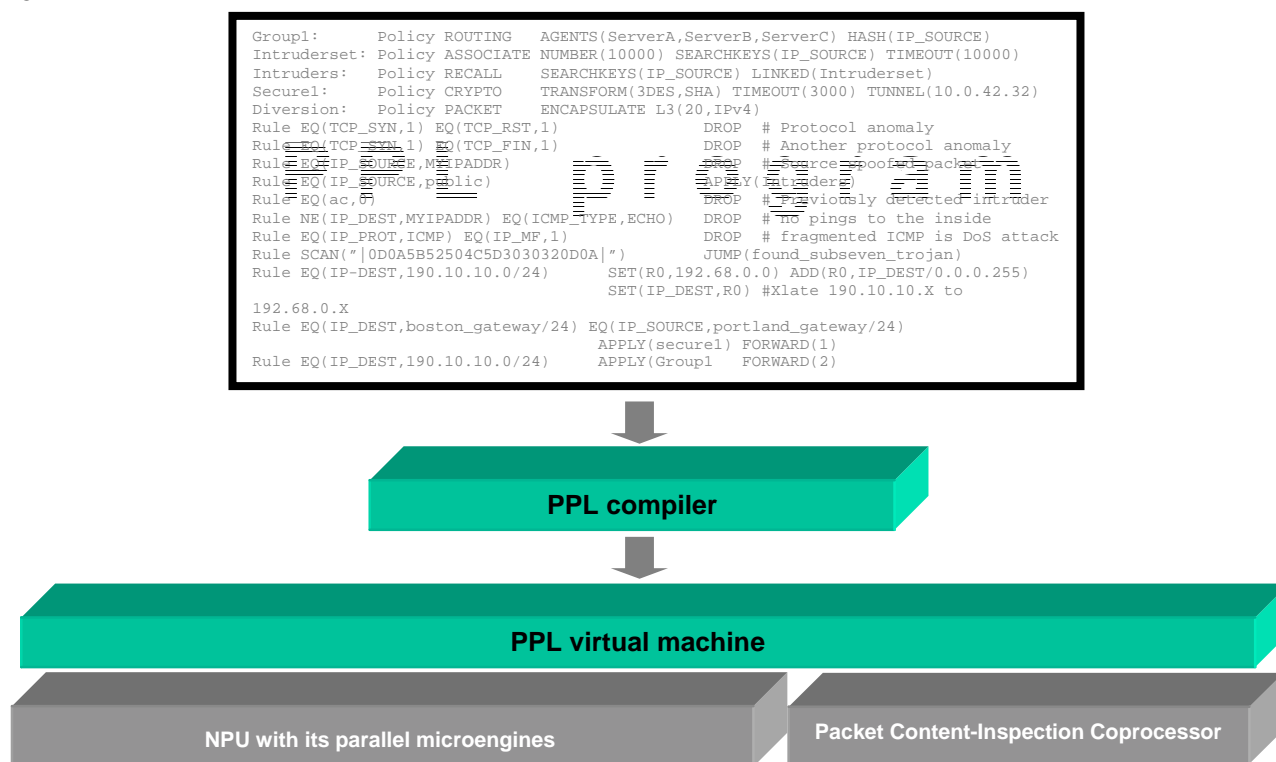 Group1: Policy ROUTING AGENTS(ServerA,ServerB,ServerC) HASH(IP_SOURCE)
Intruderset: Policy ASSOCIATE NUMBER(10000) SEARCHKEYS(IP_SOURCE) TIMEOUT(10000)
Intruders: Policy RECALL SEARCHKEYS(IP_SOURCE) LINKED(Intruderset)
Secure1: Policy CRYPTO TRANSFORM(3DES,SHA) TIMEOUT(3000) TUNNEL(10.0.42.32)
Diversion: Policy PACKET ENCAPSULATE L3(20,IPv4)
Rule EQ(TCP_SYN,1) EQ(TCP_RST,1) DROP # Protocol anomaly
Rule EQ(TCP_SYN,1) EQ(TCP_FIN,1) DROP # Another protocol anomaly
Rule EQ(IP_SOURCE,MYIPADDR) DROP # Source spoofed packet
PPL program
Rule EQ(IP_SOURCE,public) APPLY(Intruders)
Rule EQ(ac,0) DROP # Previously detected intruder
Rule NE(IP_DEST,MYIPADDR) EQ(ICMP_TYPE,ECHO) DROP # no pings to the inside
Rule EQ(IP_PROT,ICMP) EQ(IP_MF,1) DROP # fragmented ICMP is DoS attack
Rule SCAN("|0D0A5B52504C5D3030320D0A|") JUMP(found_subseven_trojan)
Rule EQ(IP-DEST,190.10.10.0/24) SET(R0,192.68.0.0) ADD(R0,IP_DEST/0.0.0.255)
SET(IP_DEST,R0) #Xlate 190.10.10.X to
192.68.0.X
Rule EQ(IP_DEST,boston_gateway/24) EQ(IP_SOURCE,portland_gateway/24)
APPLY(secure1) FORWARD(1)
Rule EQ(IP_DEST,190.10.10.0/24) APPLY(Group1 FORWARD(2)
PPL compiler
PPL virtual machine
NPU with its parallel microengines
Packet Content-Inspection Coprocessor